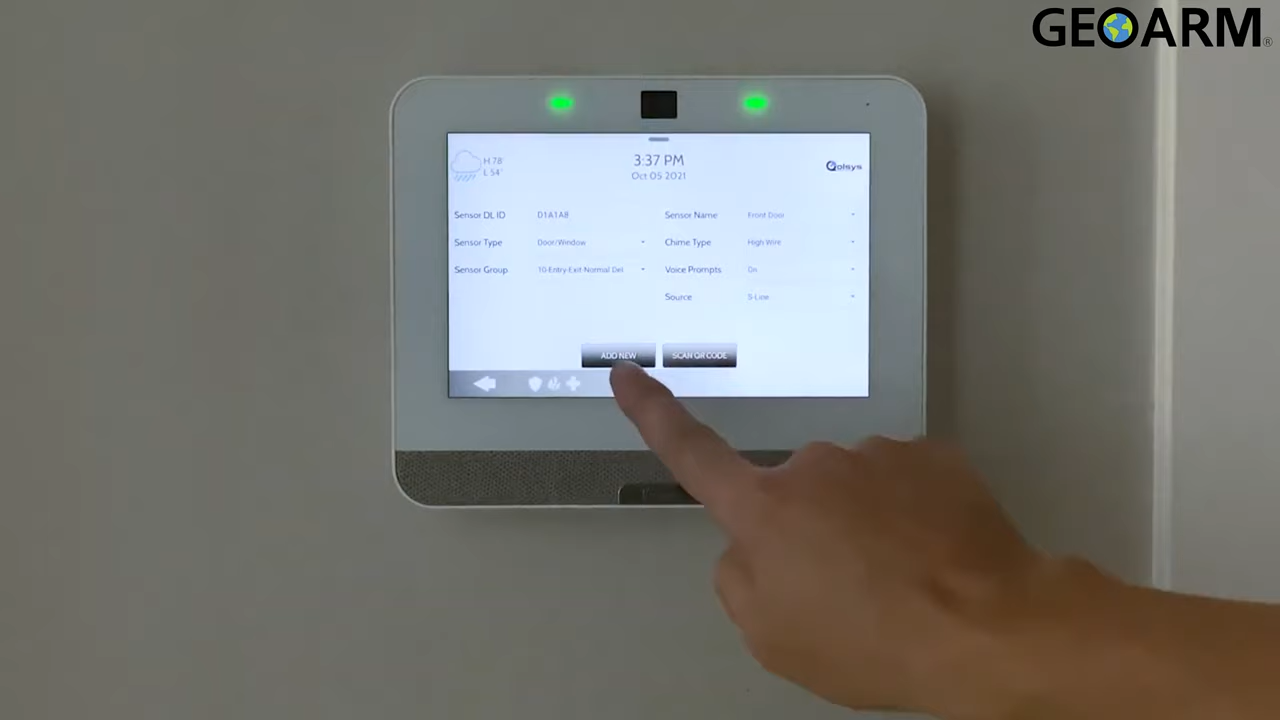 GEOARM®
H 78°
L 54°
3:37 PM
Oct 05 2021
Qolsys
Sensor DL ID
D1A1A8
Sensor Type
Door/Window
Sensor Group
10-Entry-Exit-Normal Del
Sensor Name
Front Door
Chime Type
High Wire
Voice Prompts
On
Source
S-Line
ADD NEW
SCAN QR CODE